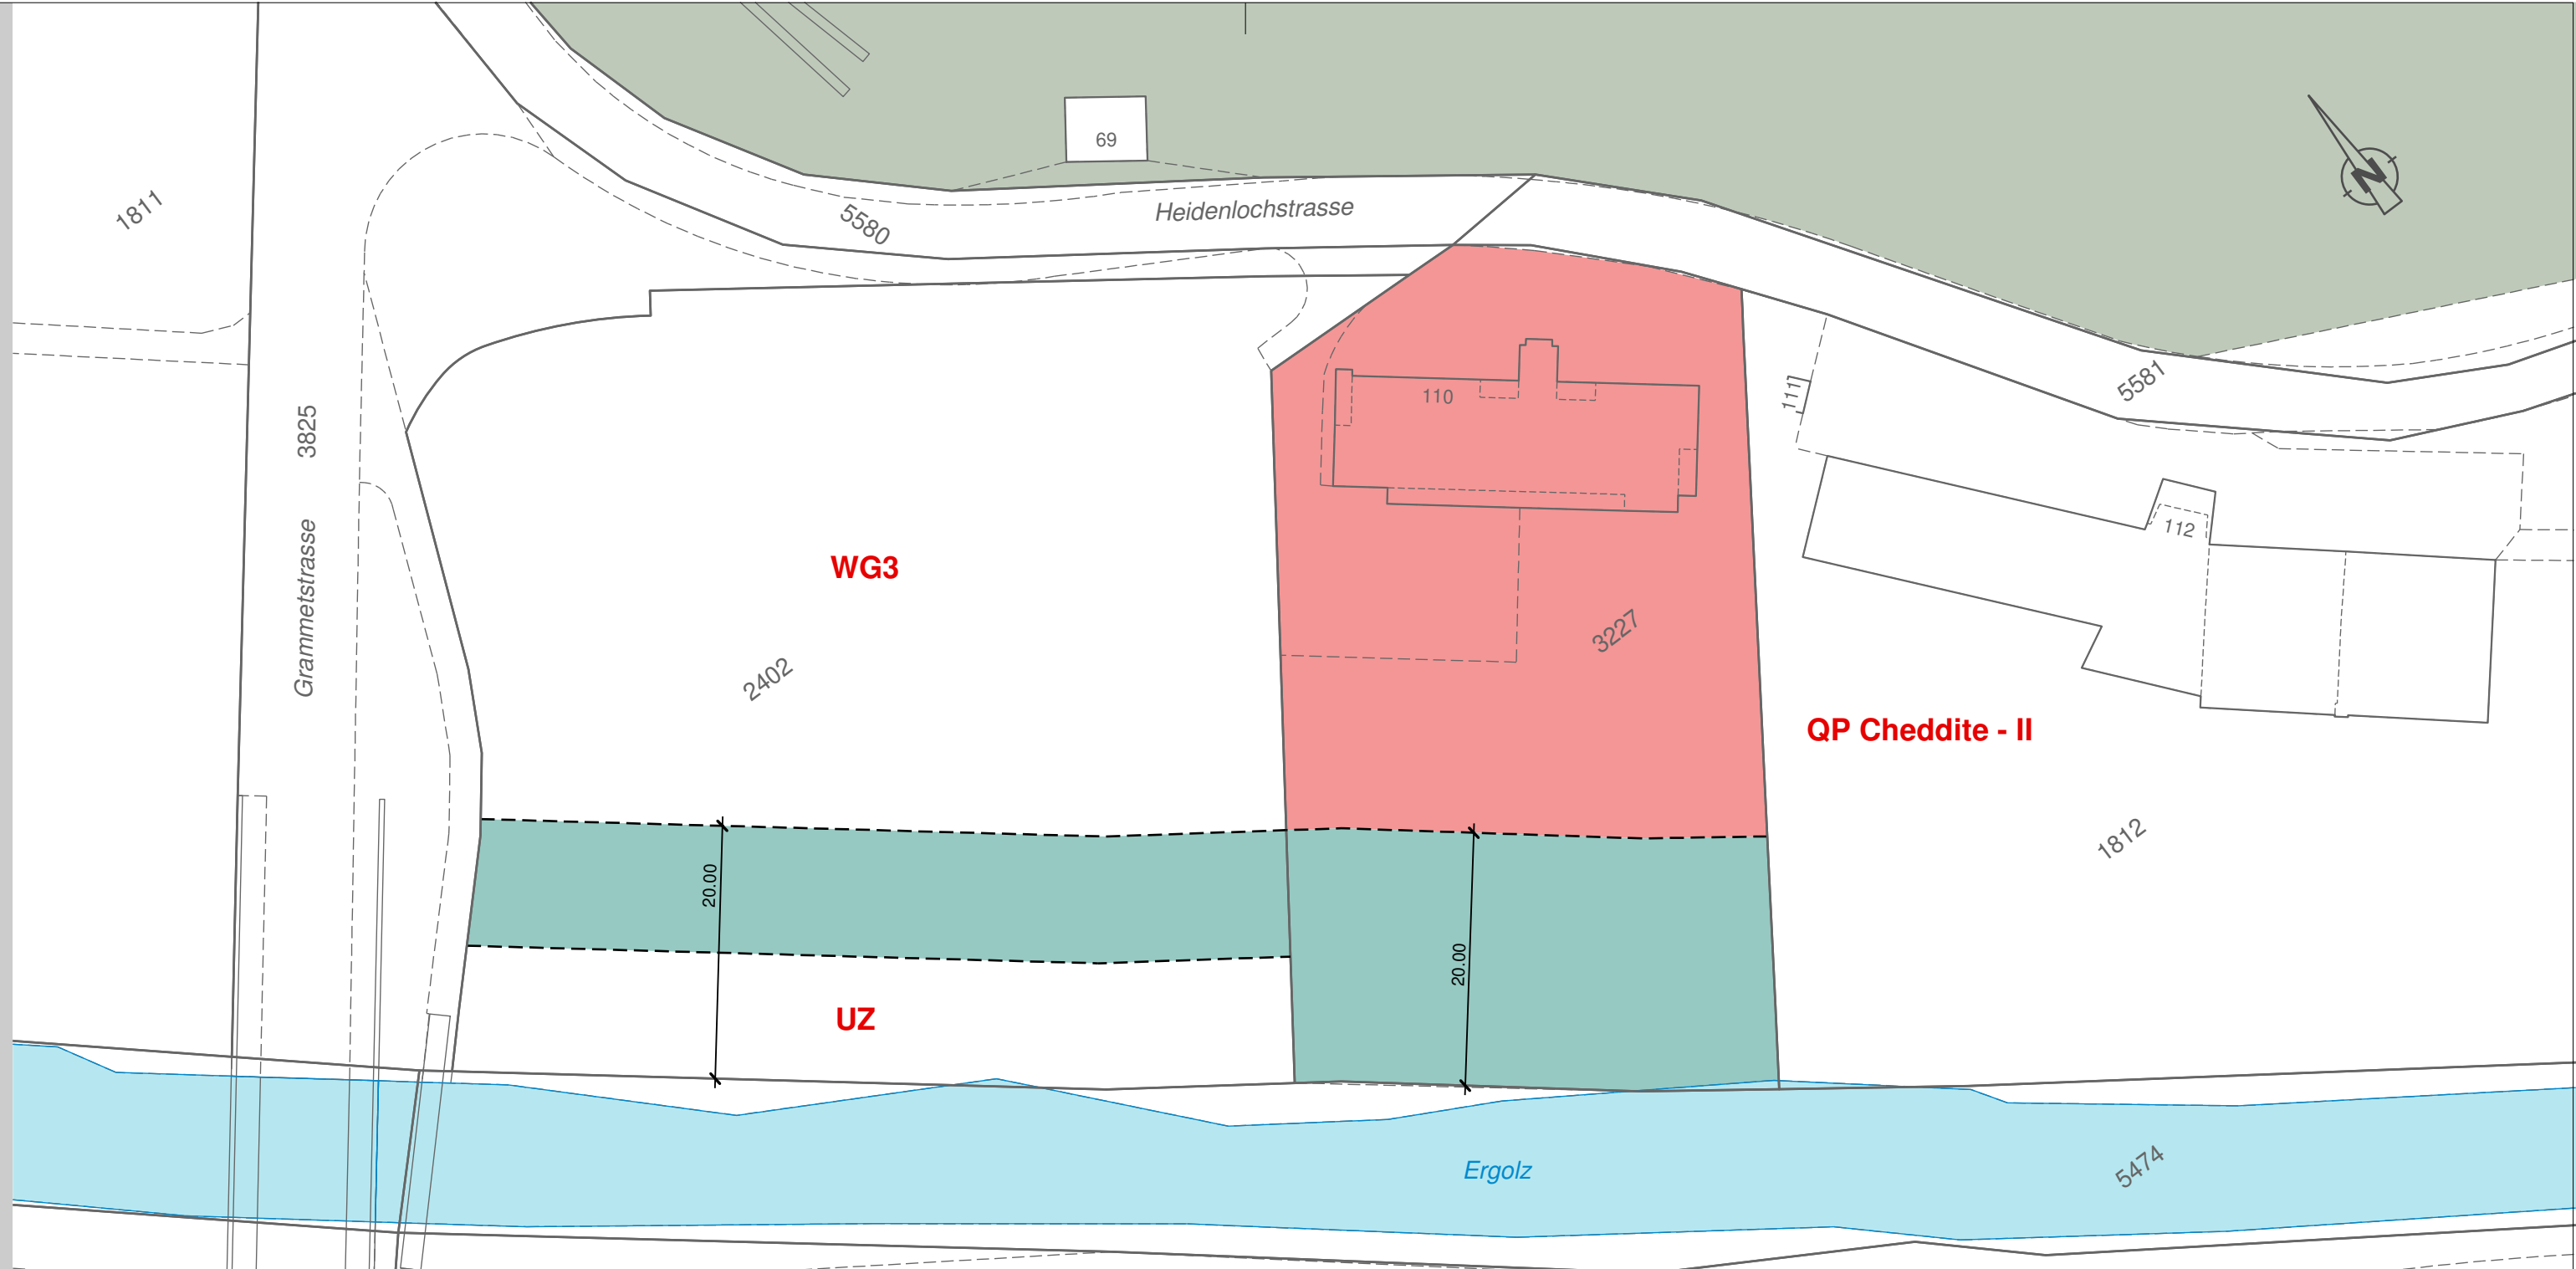 69
1811
Heidenlochstrasse
5580
N
5581
111
110
3825
112
WG3
Grammetstrasse
3227
2402
QP Cheddite - II
1812
20.00
20.00
UZ
Ergolz
5474